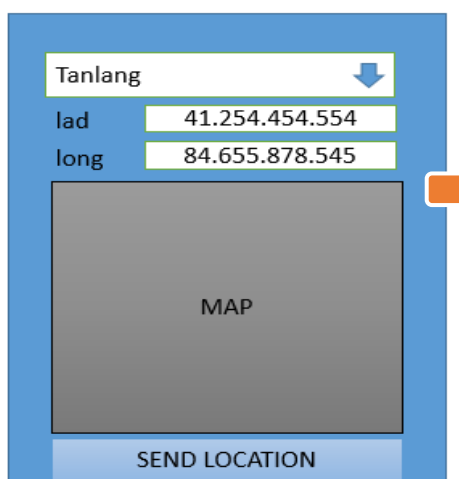 Tanlang
lad 41.254.454.554
long 84.655.878.545
MAP
SEND LOCATION